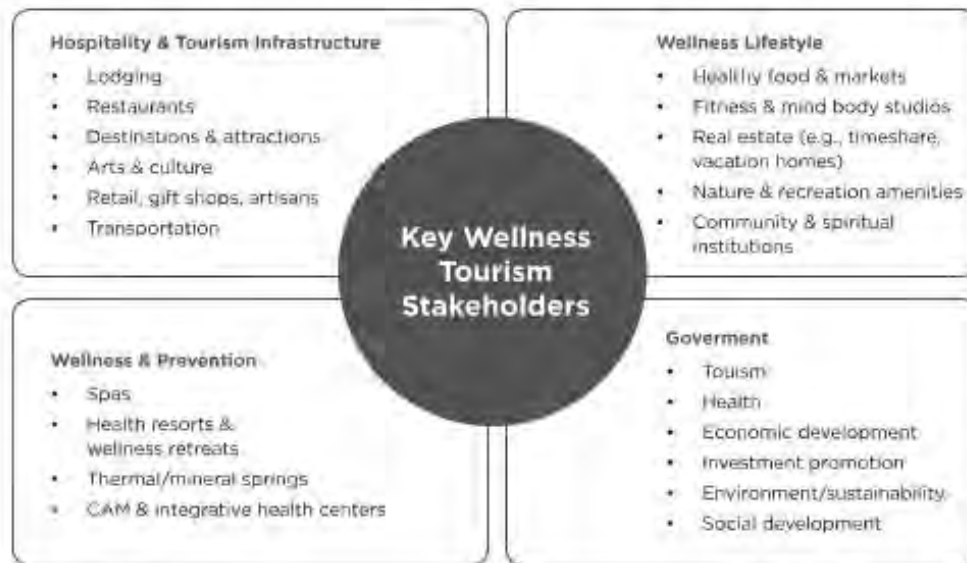 Hospitality & Tourism Infrastructure
• Lodging
• Restaurants
• Destinations & attractions
• Arts & culture
• Retail, gift shops, artisans
• Transportation
Wellness Lifestyle
• Healthy food & markets
• Fitness & mind body studios
• Real estate (e.g., timeshare,
vacation homes)
• Nature & recreation amenities
• Community & spiritual
institutions
Key Wellness
Tourism
Stakeholders
Wellness & Prevention
• Spas
• Health resorts &
wellness retreats
• Thermal/mineral springs
• CAM & integrative health centers
Goverment
• Touism
• Health
• Economic development
• Investment promotion
• Environment/sustainability
• Social development